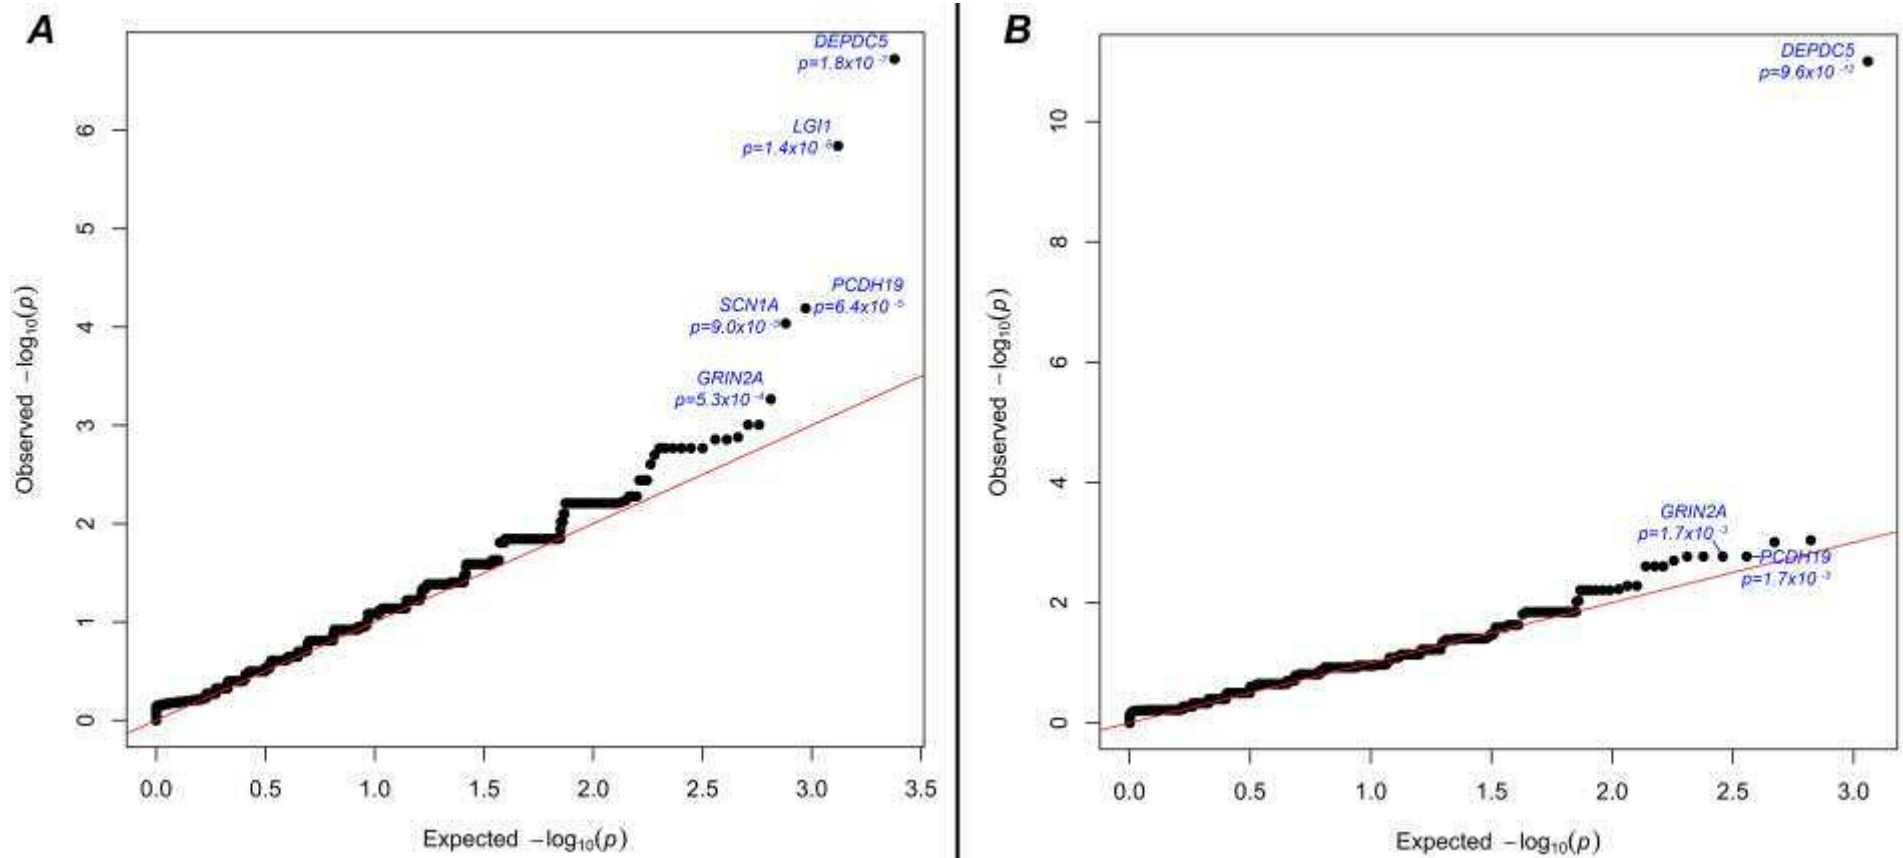 A
DEPDC5
p=1.8x10 -7
LGI1
p=1.4x10 -6
PCDH19
p=6.4x10 -5
SCN1A
p=9.0x10 -5
GRIN2A
p=5.3x10 -4
6
5
4
3
2
1
0
Observed −log10(p)
0.0 0.5 1.0 1.5 2.0 2.5 3.0 3.5
Expected −log10(p)
B
DEPDC5
p=9.6x10 -12
GRIN2A
p=1.7x10 -3
PCDH19
p=1.7x10 -3
10
8
6
4
2
0
Observed −log10(p)
0.0 0.5 1.0 1.5 2.0 2.5 3.0
Expected −log10(p)